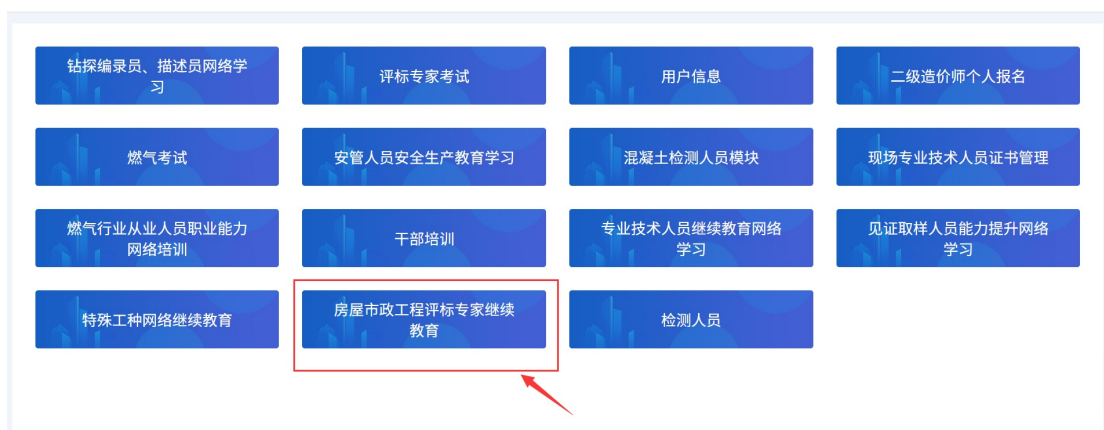 钻探编录员、描述员网络学
习
评标专家考试
用户信息
二级造价师个人报名
燃气考试
安管人员安全生产教育学习
混凝土检测人员模块
现场专业技术人员证书管理
燃气行业从业人员职业能力
网络培训
干部培训
专业技术人员继续教育网络
学习
见证取样人员能力提升网络
学习
特殊工种网络继续教育
房屋市政工程评标专家继续
教育
检测人员